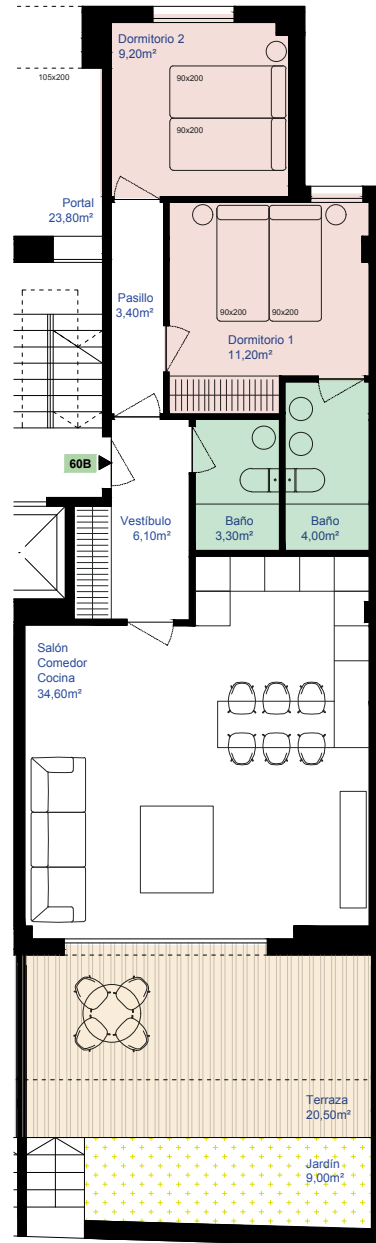 Dormitorio 2
9,20m²
105x200
90x200
90x200
Portal
23,80m²
Pasillo
3,40m²
90x200
90x200
Dormitorio 1
11,20m²
60B
Vestíbulo
6,10m²
Baño
3,30m²
Baño
4,00m²
Salón
Comedor
Cocina
34,60m²
Terraza
20,50m²
Jardín
9,00m²